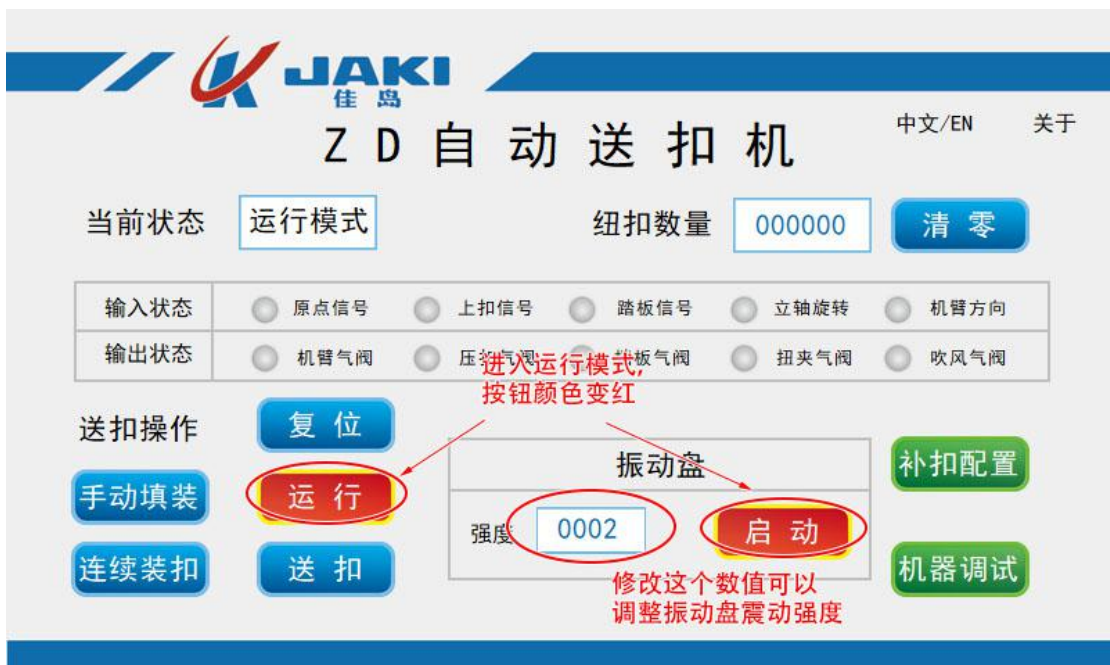 JAKI
佳岛
ZD自动送扣机
中文/EN
关于
当前状态
运行模式
纽扣数量
000000
清零
输入状态
原点信号
上扣信号
踏板信号
立轴旋转
机臂方向
输出状态
机臂气阀
扭夹气阀
吹风气阀
进入运行模式,
按钮颜色变红
送扣操作
复位
手动填装
运行
连续装扣
送扣
振动盘
强度
0002
启动
修改这个数值可以
调整振动盘震动强度
补扣配置
机器调试